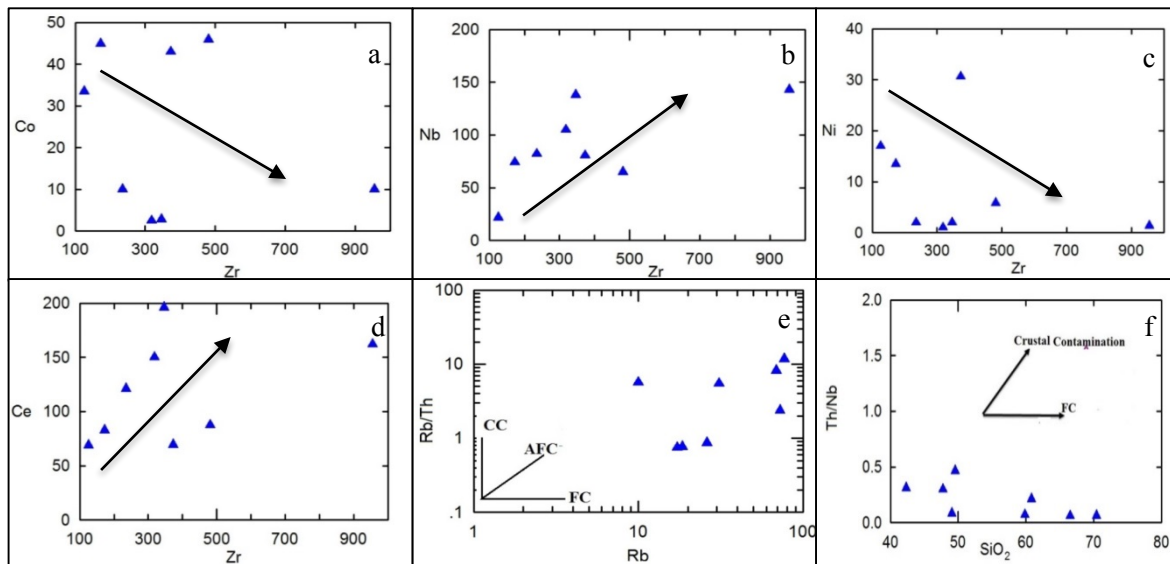 a
50
40
30
20
10
0
Co
100 300 500 700 900
Zr
b
200
150
100
50
0
Nb
100 300 500 700 900
Zr
c
40
30
20
10
0
Ni
100 300 500 700 900
Zr
d
200
150
100
50
0
Ce
100 300 500 700 900
Zr
e
100
10
1
.1
Rb/Th
CC
AFC
FC
1 10 100
Rb
f
2.0
1.5
1.0
0.5
0.0
Th/Nb
Crustal Contamination
FC
40 50 60 70 80
SiO₂